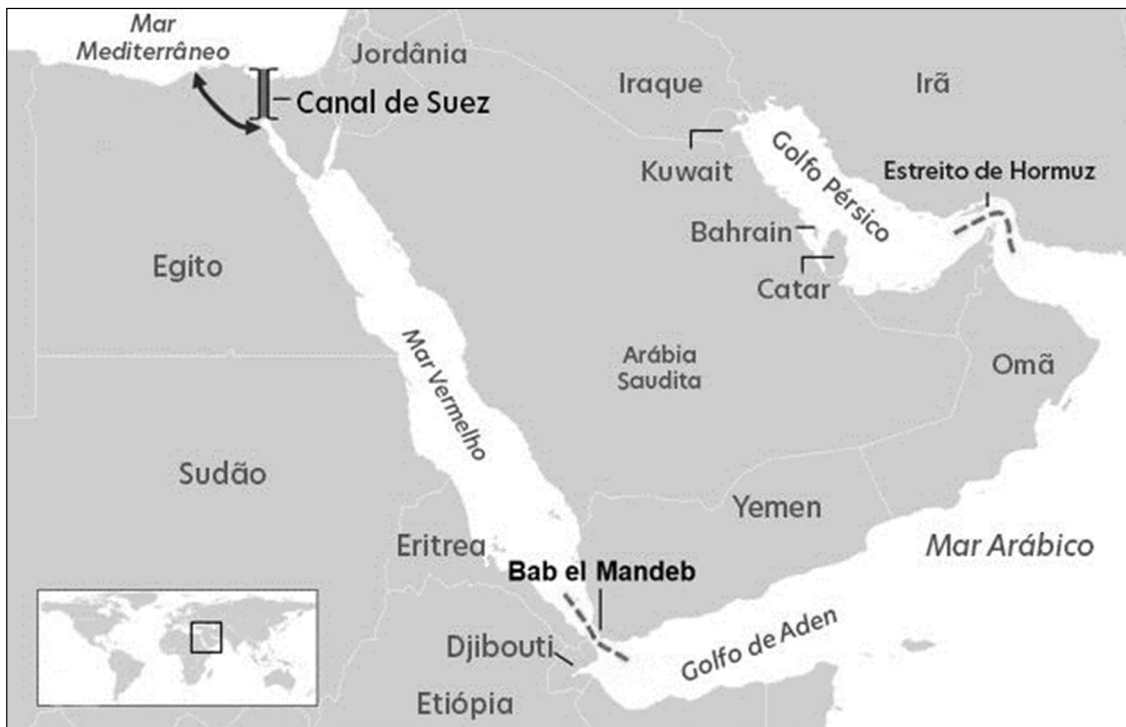 Mar
Mediterrâneo
Jordânia
Iraque
Irã
Canal de Suez
Kuwait
Golfo Pérsico
Estreito de Hormuz
Bahrain
Egito
Catar
Mar Vermelho
Arábia
Saudita
Omã
Sudão
Yemen
Eritrea
Mar Arábico
Bab el Mandeb
Djibouti
Golfo de Aden
Etiópia